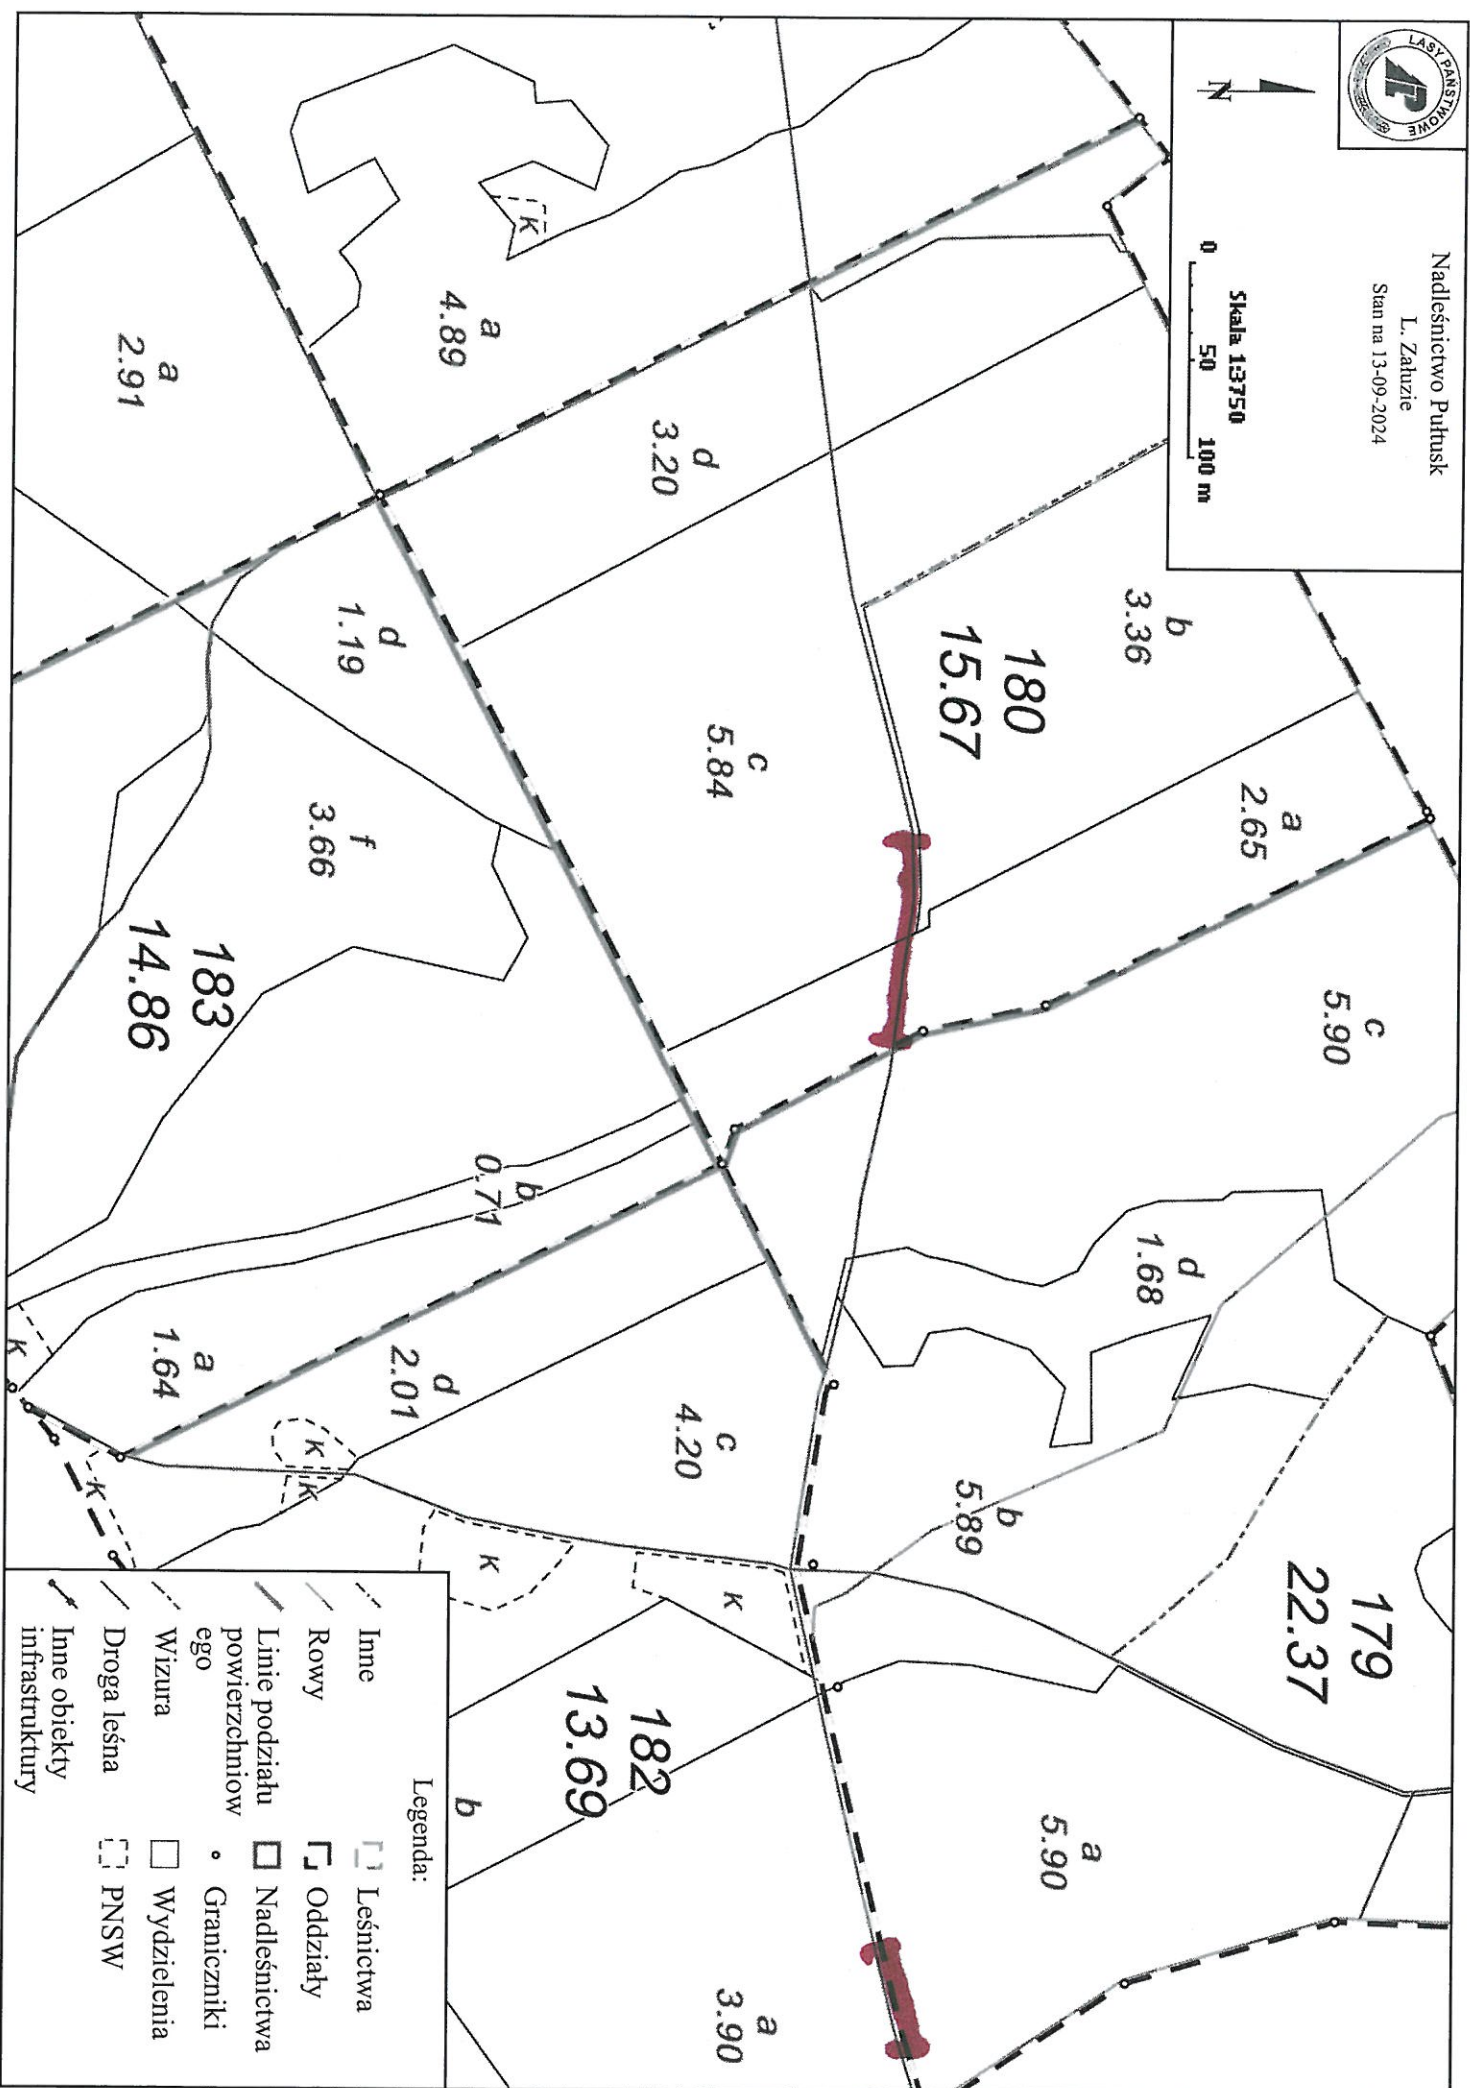 LASY PAŃSTWOWE
Nadleśnictwo Pułtusk
L. Załuzie
Stan na 13-09-2024
Skala 1:3750
0 50 100 m
N
K
a
4.89
a
2.91
d
3.20
b
3.36
180
15.67
a
2.65
c
5.84
d
1.19
f
3.66
183
14.86
c
5.90
d
1.68
b
0.71
a
1.64
d
2.01
c
4.20
b
5.89
179
22.37
K
K
K
K
K
K
182
13.69
b
a
5.90
a
3.90
Legenda:
Inne
Rowy
Linie podziału
powierzchniow
ego
Wizura
Droga leśna
Inne obiekty
infrastruktury
Leśnictwa
Oddziały
Nadleśnictwa
Graniczniki
Wydzielenia
PNSW